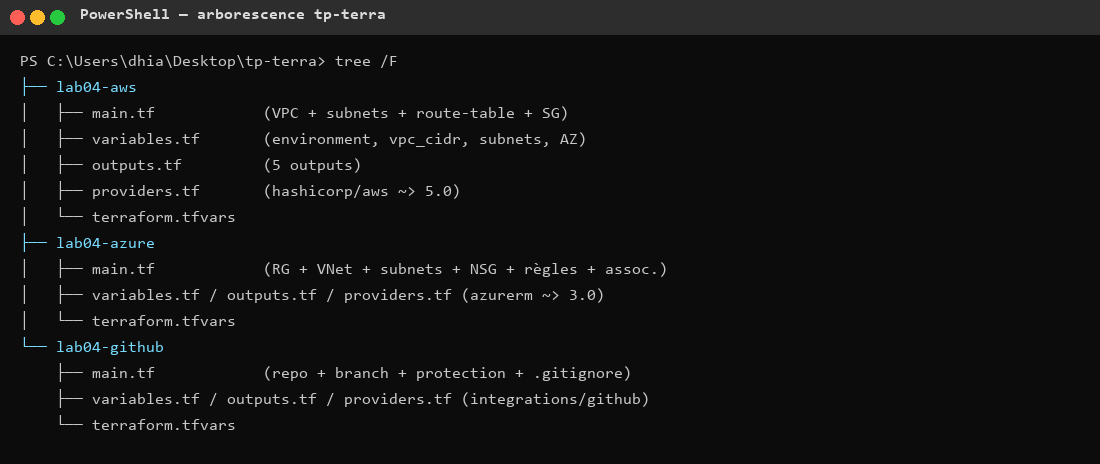 PowerShell — arborescence tp-terra
PS C:\Users\dhia\Desktop\tp-terra> tree /F
├── lab04-aws
│   ├── main.tf            (VPC + subnets + route-table + SG)
│   ├── variables.tf       (environment, vpc_cidr, subnets, AZ)
│   ├── outputs.tf         (5 outputs)
│   ├── providers.tf       (hashicorp/aws ~> 5.0)
│   └── terraform.tfvars
├── lab04-azure
│   ├── main.tf            (RG + VNet + subnets + NSG + règles + assoc.)
│   ├── variables.tf / outputs.tf / providers.tf (azurerm ~> 3.0)
│   └── terraform.tfvars
└── lab04-github
    ├── main.tf            (repo + branch + protection + .gitignore)
    ├── variables.tf / outputs.tf / providers.tf (integrations/github)
    └── terraform.tfvars